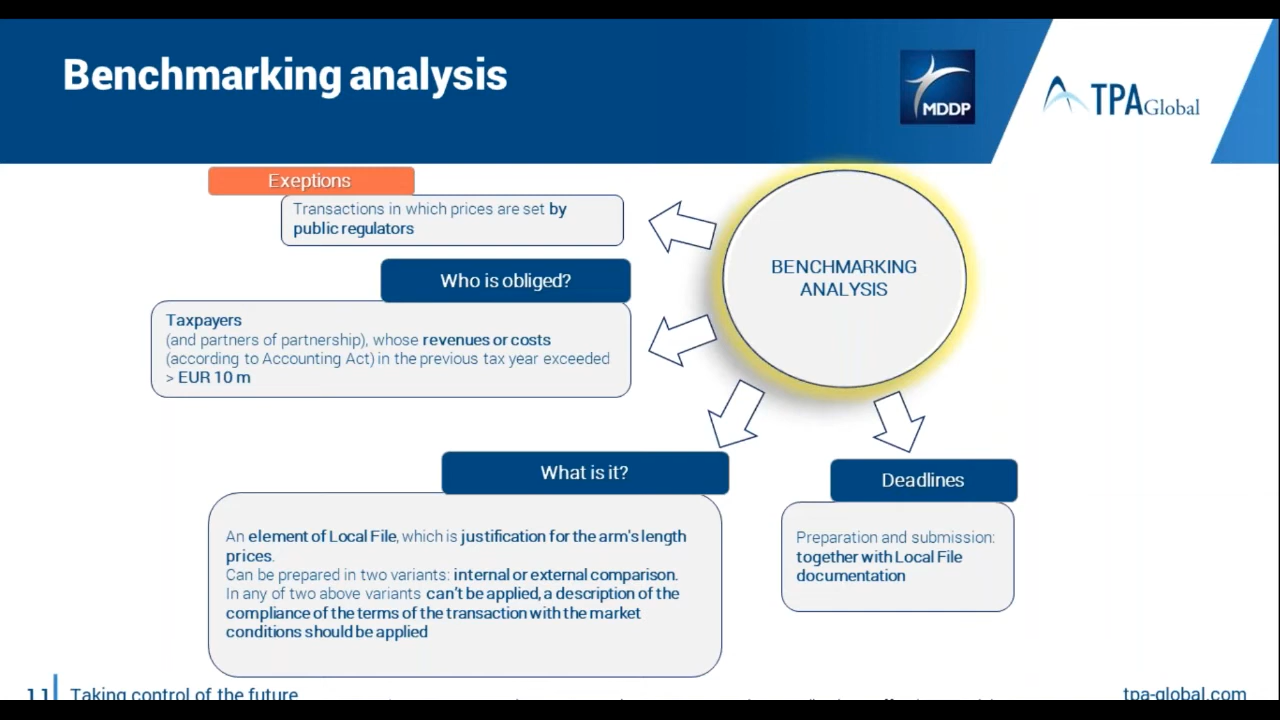 Benchmarking analysis
MDDP
TPA Global
Exeptions
Transactions in which prices are set by
public regulators
Who is obliged?
Taxpayers
(and partners of partnership), whose revenues or costs
(according to Accounting Act) in the previous tax year exceeded
> EUR 10 m
BENCHMARKING
ANALYSIS
What is it?
An element of Local File, which is justification for the arm's length
prices.
Can be prepared in two variants: internal or external comparison.
In any of two above variants can't be applied, a description of the
compliance of the terms of the transaction with the market
conditions should be applied
Deadlines
Preparation and submission:
together with Local File
documentation
11
Taking control of the future
tpa-global.com